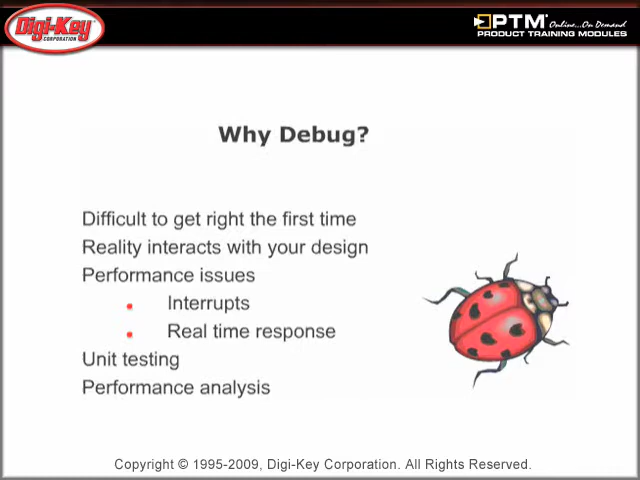 Digi-Key
CORPORATION
PTM
Online...On Demand
PRODUCT TRAINING MODULES
Why Debug?
Difficult to get right the first time
Reality interacts with your design
Performance issues
Interrupts
Real time response
Unit testing
Performance analysis
Copyright © 1995-2009, Digi-Key Corporation. All Rights Reserved.